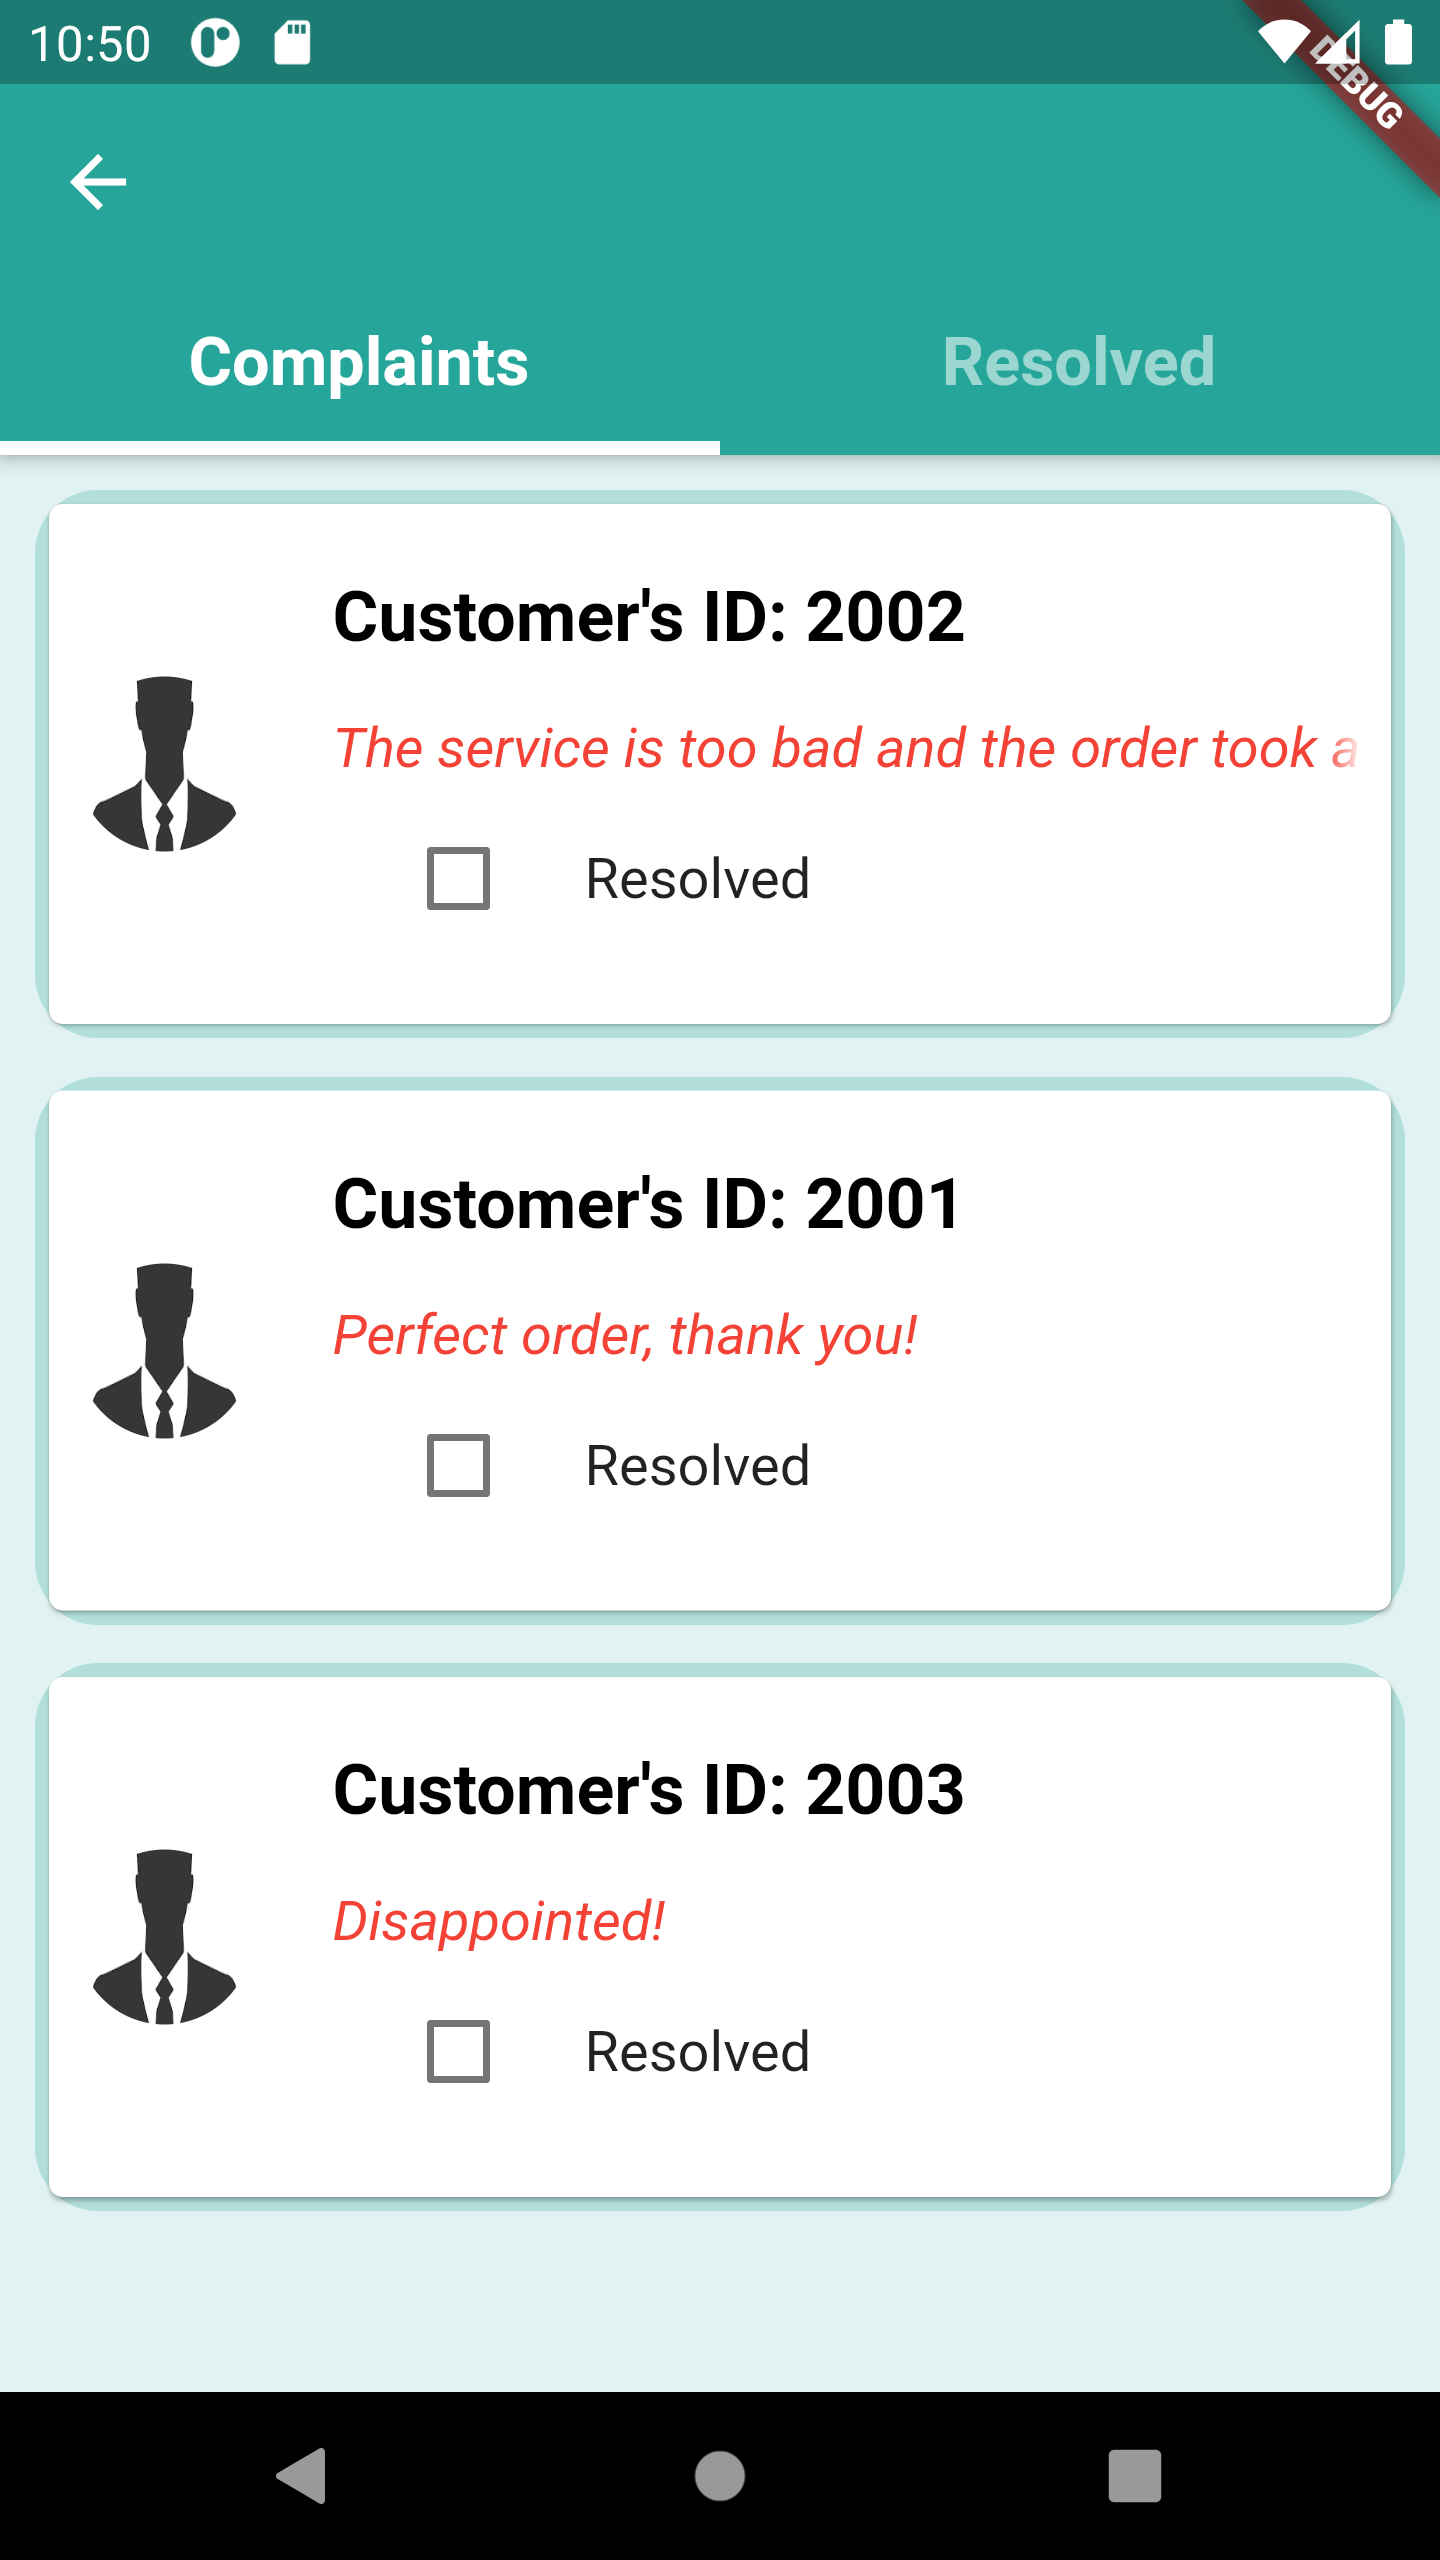 10:50
DEBUG
Complaints Resolved
Customer's ID: 2002
The service is too bad and the order took a
Resolved
Customer's ID: 2001
Perfect order, thank you!
Resolved
Customer's ID: 2003
Disappointed!
Resolved